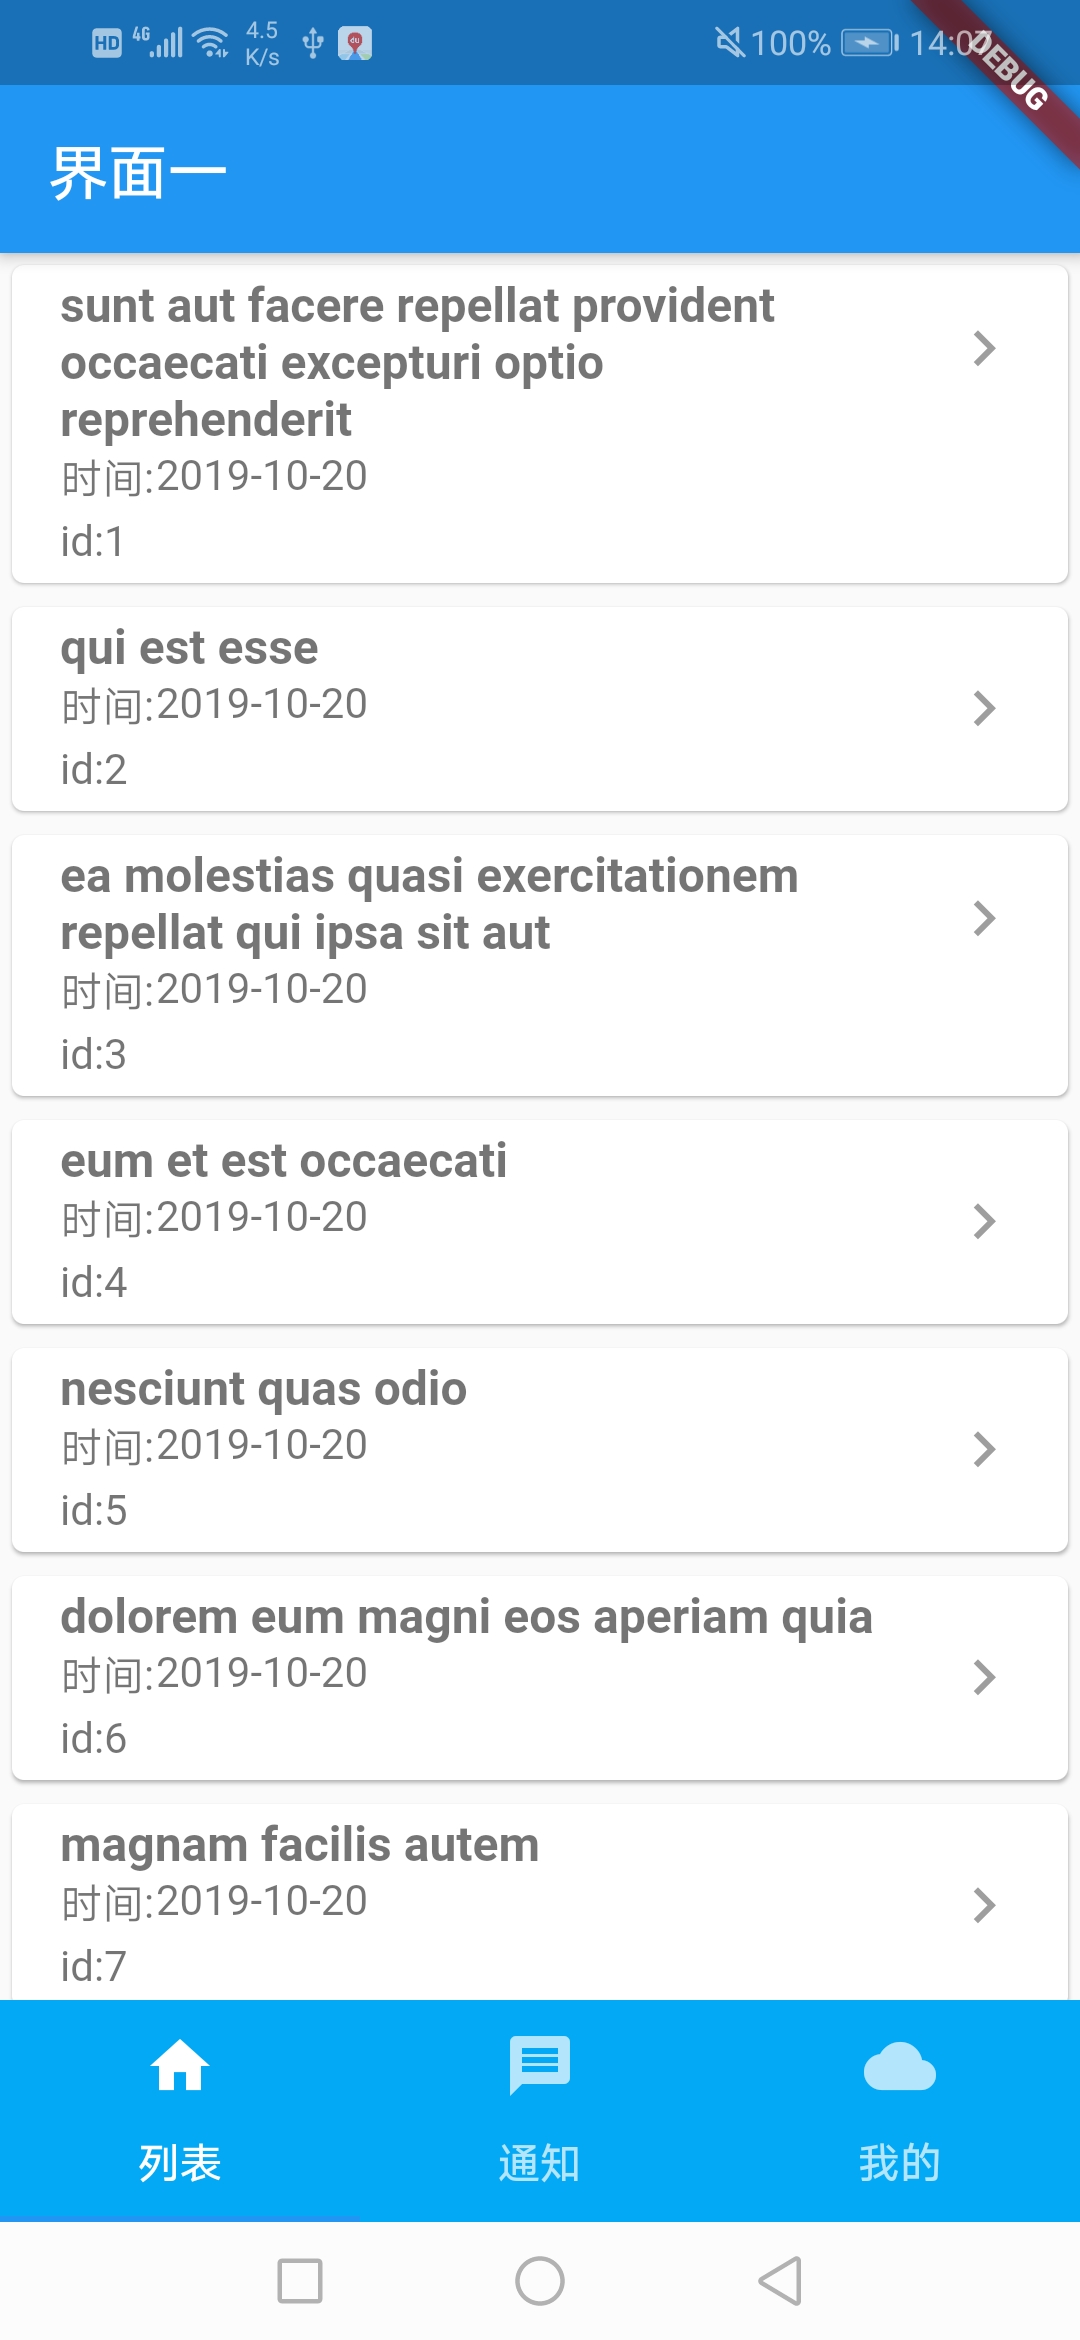 HD 4G 4.5 K/s 100% 14:07
DEBUG
界面一
sunt aut facere repellat provident
occaecati excepturi optio
reprehenderit
时间:2019-10-20
id:1
qui est esse
时间:2019-10-20
id:2
ea molestias quasi exercitationem
repellat qui ipsa sit aut
时间:2019-10-20
id:3
eum et est occaecati
时间:2019-10-20
id:4
nesciunt quas odio
时间:2019-10-20
id:5
dolorem eum magni eos aperiam quia
时间:2019-10-20
id:6
magnam facilis autem
时间:2019-10-20
id:7
列表 通知 我的